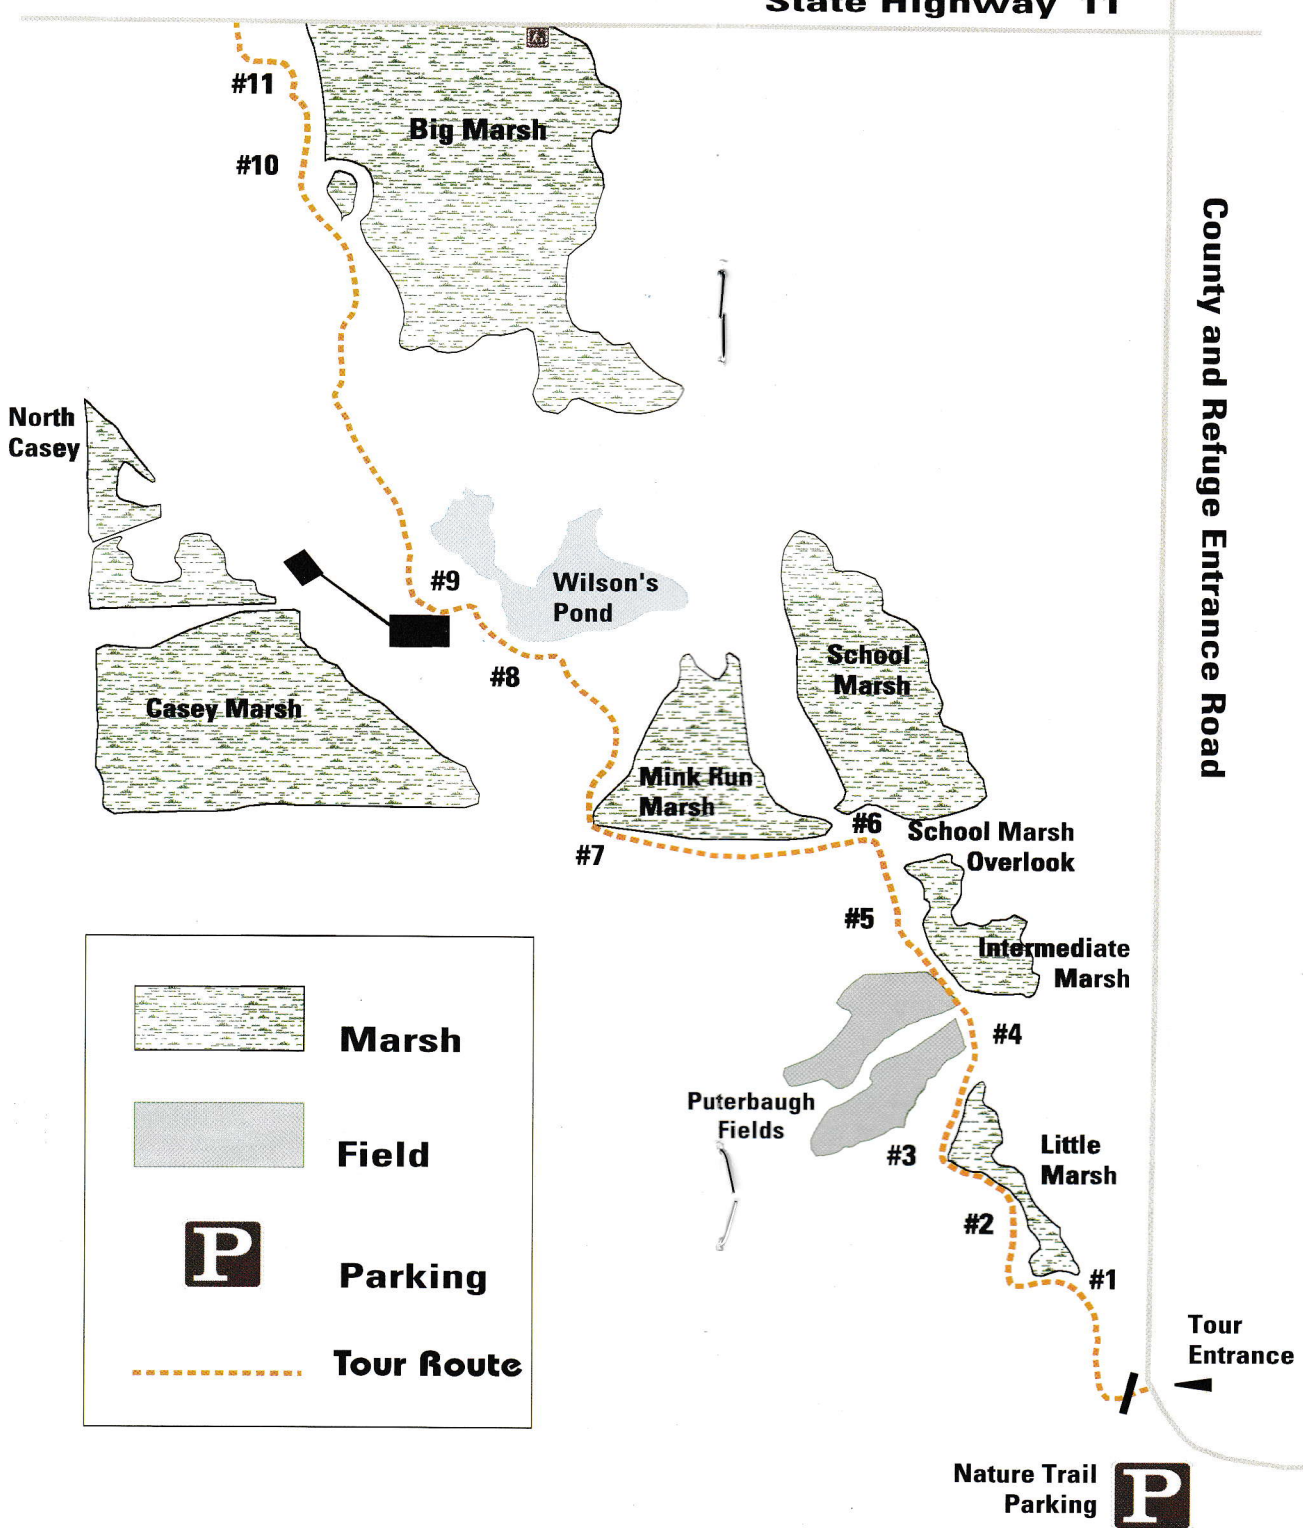 State Highway 11
#11
Big Marsh
#10
County and Refuge Entrance Road
North
Casey
#9
Wilson's
Pond
School
Marsh
#8
Casey Marsh
Mink Run
Marsh
#6
School Marsh
Overlook
#7
#5
Intermediate
Marsh
#4
Puterbaugh
Fields
#3
Little
Marsh
#2
#1
Marsh
Field
P
Parking
Tour Route
Tour
Entrance
Nature Trail
Parking
P